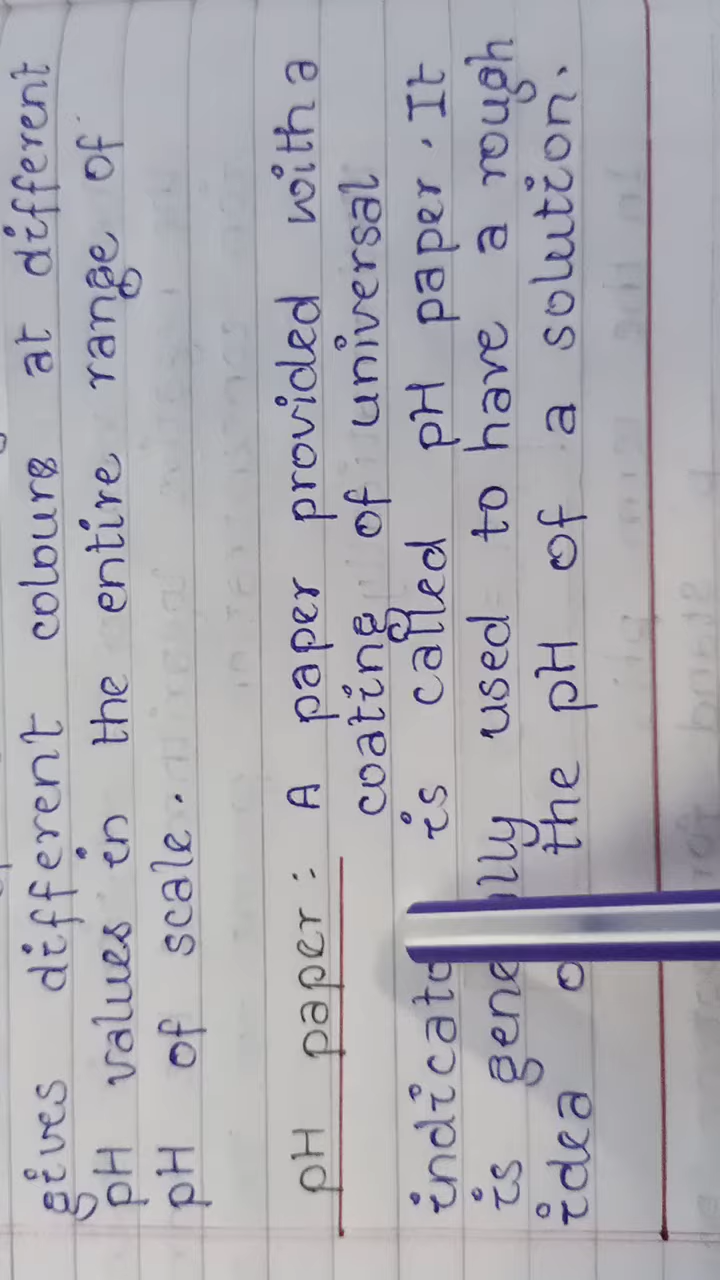 gives different colours at different
pH values in the entire range of
pH of scale.
pH paper: A paper provided with a
coating of universal
is called pH paper. It
is used to have a rough
idea the pH of a solution.